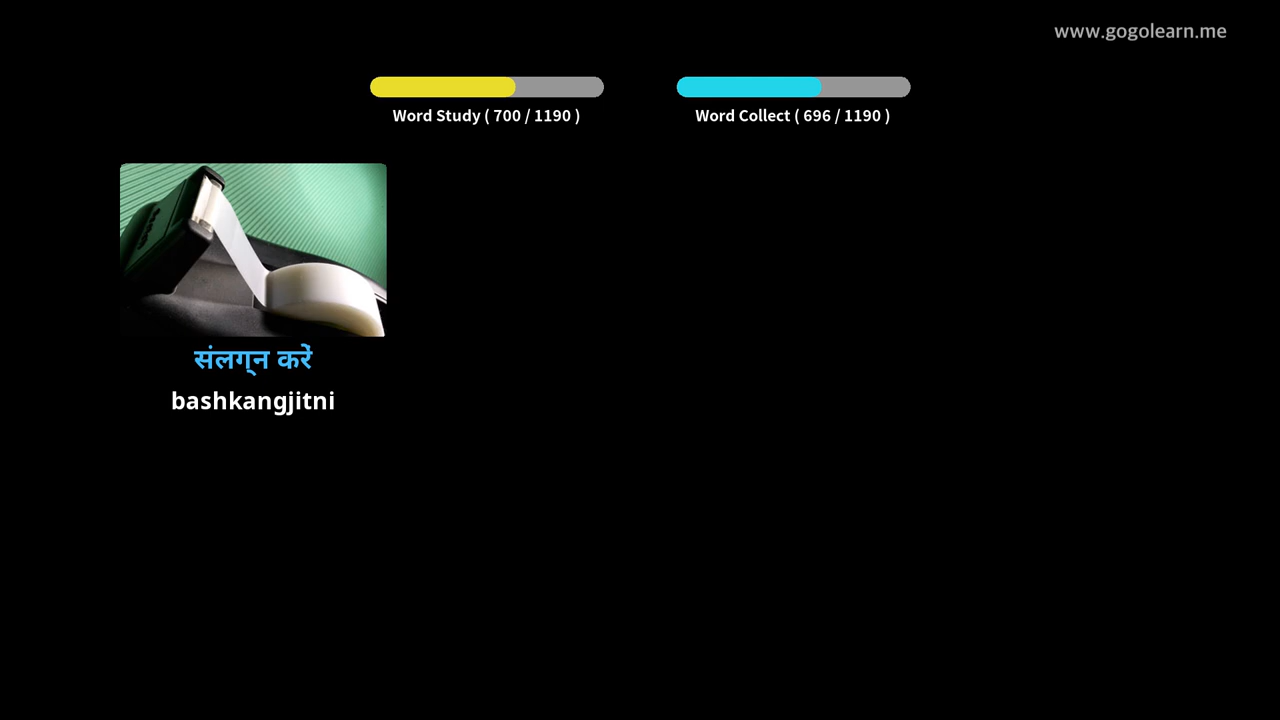 www.gogolearn.me
Word Study ( 700 / 1190 )
Word Collect ( 696 / 1190 )
संलग्न करें
bashkangjitni